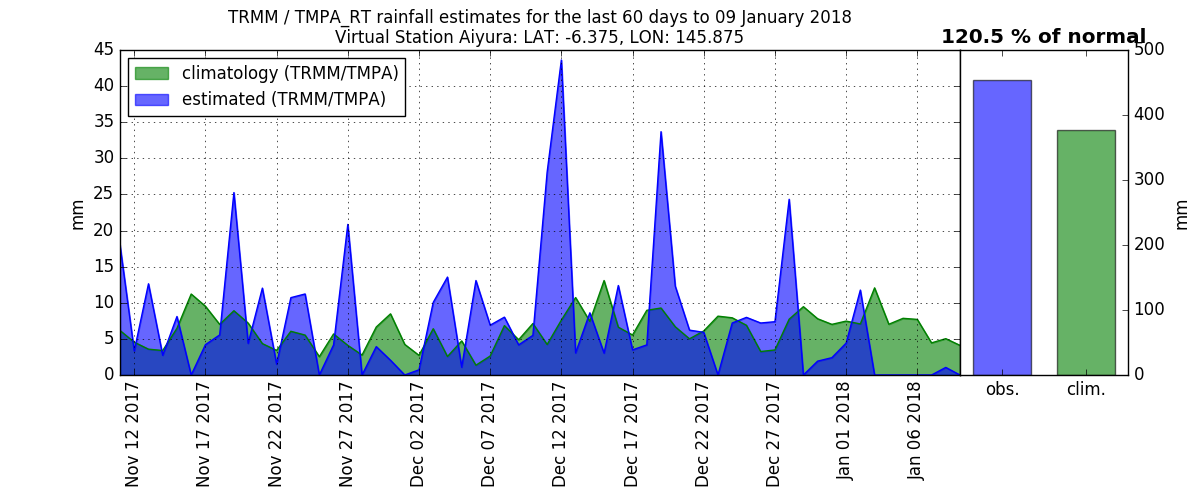 TRMM / TMPA_RT rainfall estimates for the last 60 days to 09 January 2018
Virtual Station Aiyura: LAT: -6.375, LON: 145.875
120.5 % of normal
climatology (TRMM/TMPA)
estimated (TRMM/TMPA)
mm
45
40
35
30
25
20
15
10
5
0
Nov 12 2017
Nov 17 2017
Nov 22 2017
Nov 27 2017
Dec 02 2017
Dec 07 2017
Dec 12 2017
Dec 17 2017
Dec 22 2017
Dec 27 2017
Jan 01 2018
Jan 06 2018
obs.
clim.
500
400
300
200
100
0
mm